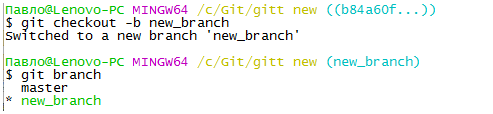 Павло@Lenovo-PC MINGW64 /c/Git/gitt new ((b84a60f...))
$ git checkout -b new_branch
Switched to a new branch 'new_branch'
Павло@Lenovo-PC MINGW64 /c/Git/gitt new (new_branch)
$ git branch
  master
* new_branch